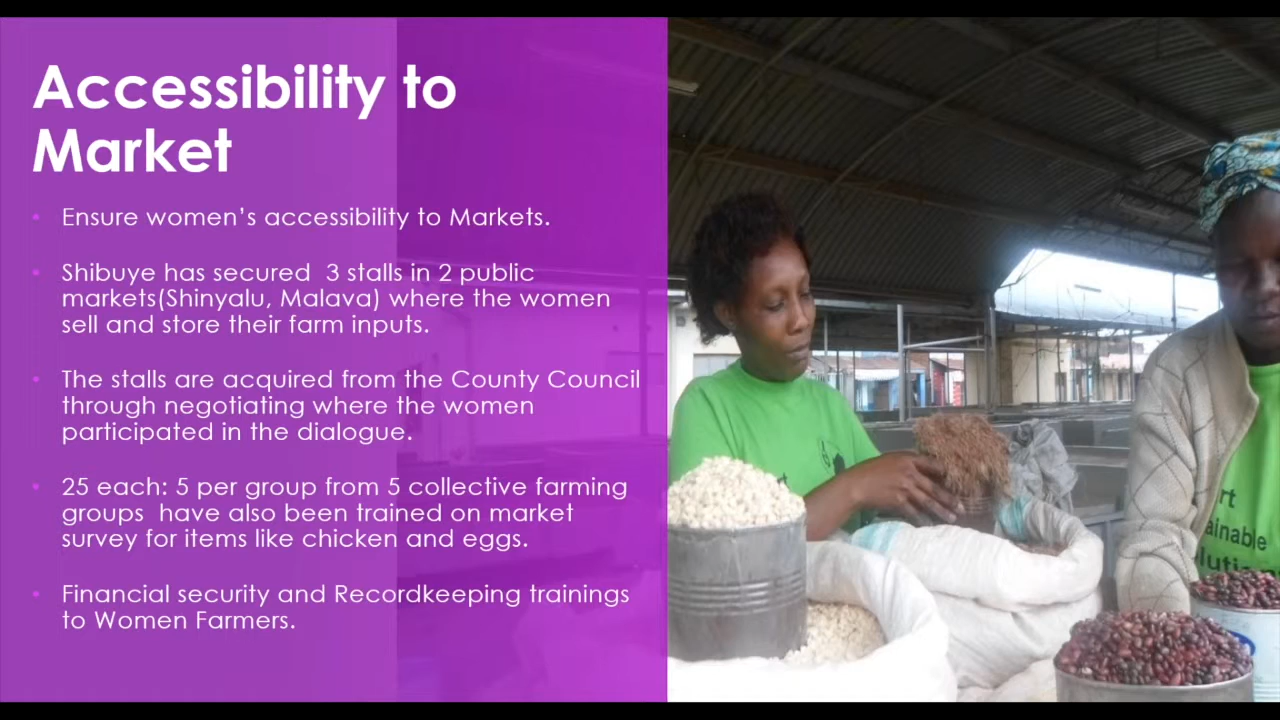 Accessibility to
Market
• Ensure women’s accessibility to Markets.
• Shibuye has secured  3 stalls in 2 public
markets(Shinyalu, Malava) where the women
sell and store their farm inputs.
• The stalls are acquired from the County Council
through negotiating where the women
participated in the dialogue.
• 25 each: 5 per group from 5 collective farming
groups  have also been trained on market
survey for items like chicken and eggs.
• Financial security and Recordkeeping trainings
to Women Farmers.
rt
ainable
lutio